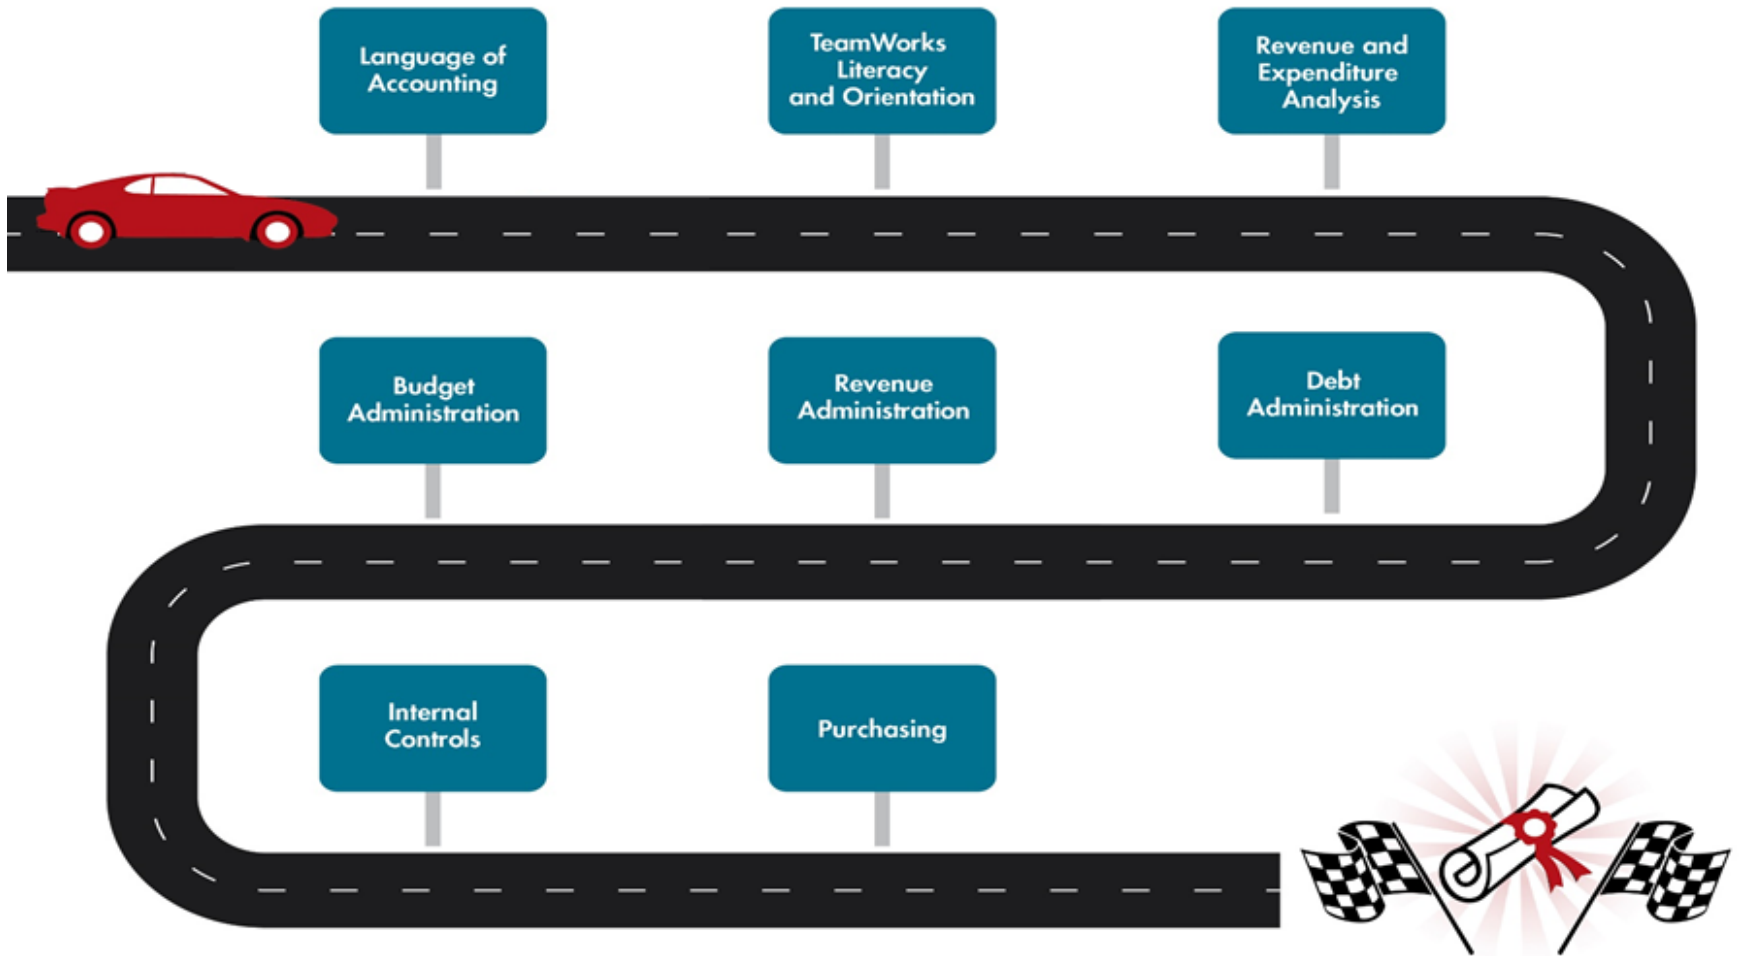 Language of
Accounting
TeamWorks
Literacy
and Orientation
Revenue and
Expenditure
Analysis
Budget
Administration
Revenue
Administration
Debt
Administration
Internal
Controls
Purchasing